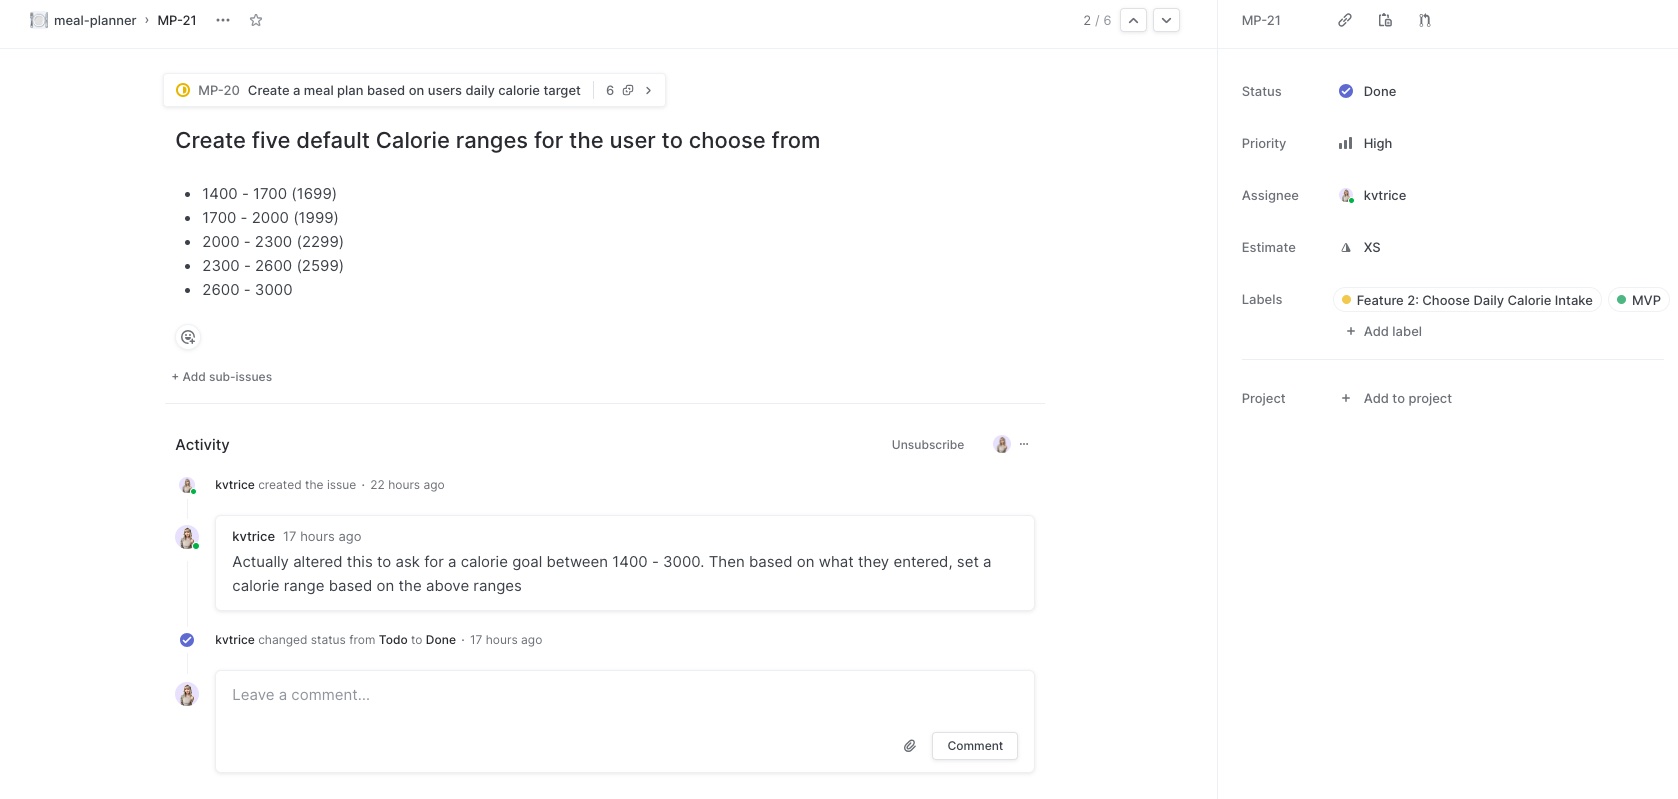 meal-planner › MP-21 ···
2 / 6
MP-20 Create a meal plan based on users daily calorie target 6
Create five default Calorie ranges for the user to choose from
• 1400 - 1700 (1699)
• 1700 - 2000 (1999)
• 2000 - 2300 (2299)
• 2300 - 2600 (2599)
• 2600 - 3000
+ Add sub-issues
Activity
Unsubscribe
kvtrice created the issue · 22 hours ago
kvtrice 17 hours ago
Actually altered this to ask for a calorie goal between 1400 - 3000. Then based on what they entered, set a
calorie range based on the above ranges
kvtrice changed status from Todo to Done · 17 hours ago
Leave a comment...
Comment
MP-21
Status Done
Priority High
Assignee kvtrice
Estimate XS
Labels Feature 2: Choose Daily Calorie Intake MVP
+ Add label
Project + Add to project